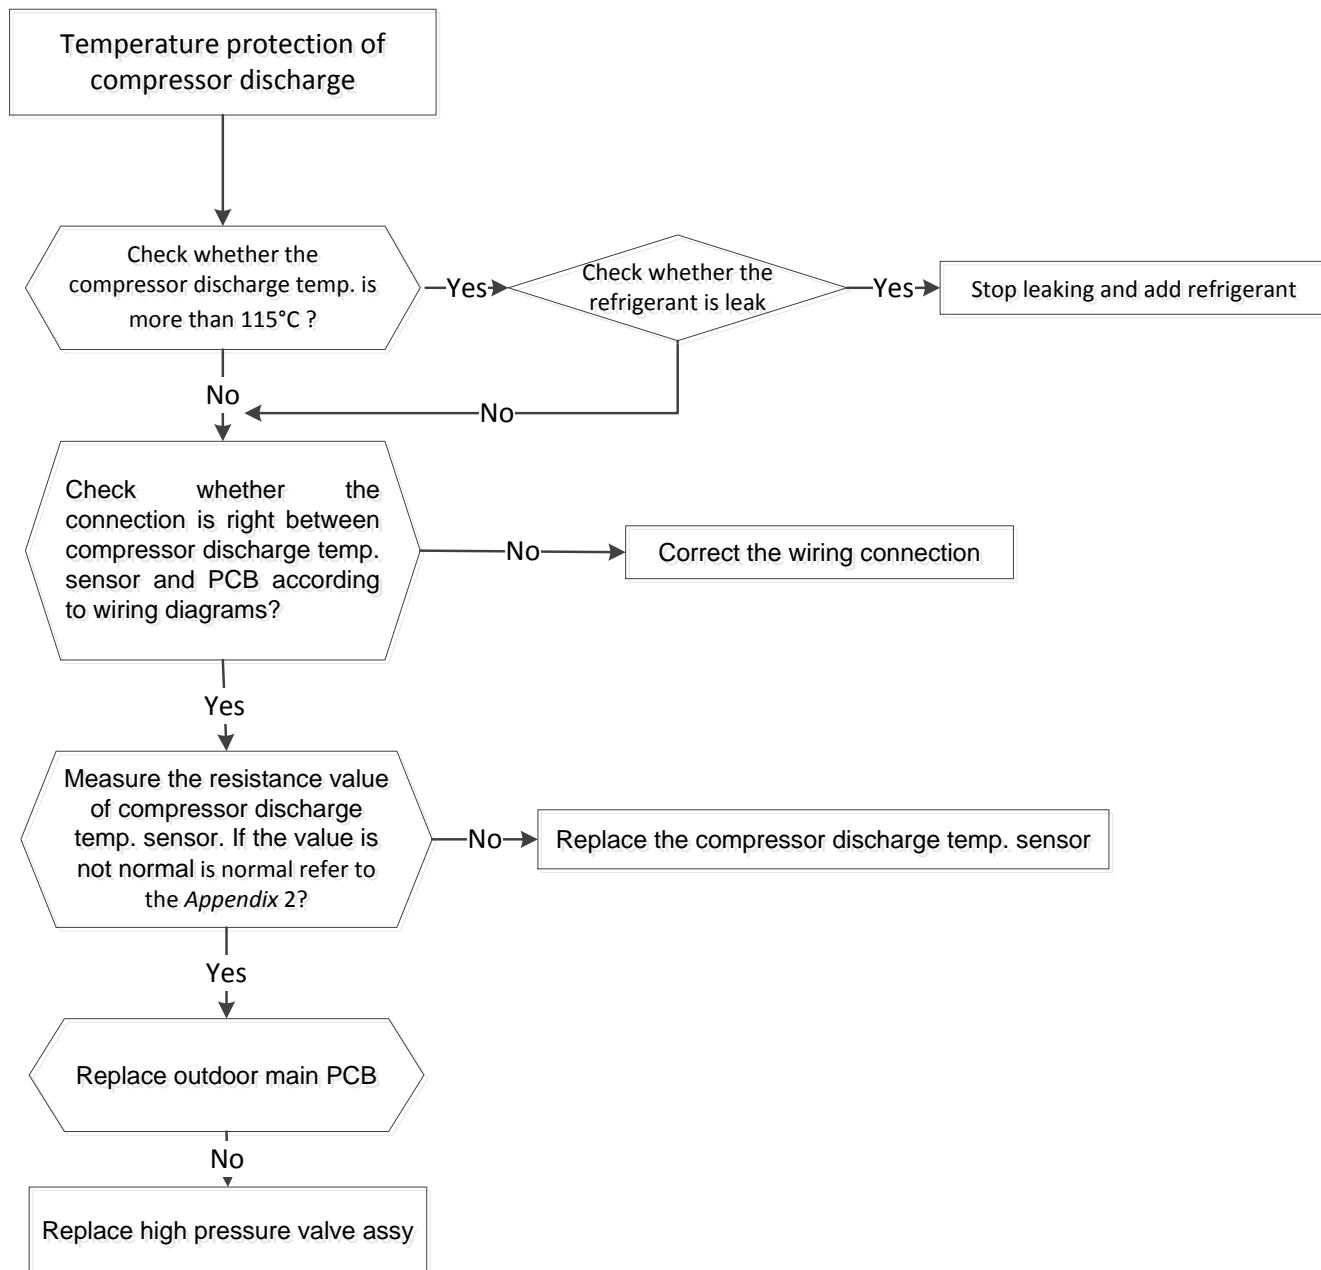 Temperature protection of
compressor discharge
Check whether the
compressor discharge temp. is
more than 115°C ?
Yes
Check whether the
refrigerant is leak
Yes
Stop leaking and add refrigerant
No
No
Check whether the
connection is right between
compressor discharge temp.
sensor and PCB according
to wiring diagrams?
No
Correct the wiring connection
Yes
Measure the resistance value
of compressor discharge
temp. sensor. If the value is
not normal is normal refer to
the Appendix 2?
No
Replace the compressor discharge temp. sensor
Yes
Replace outdoor main PCB
No
Replace high pressure valve assy